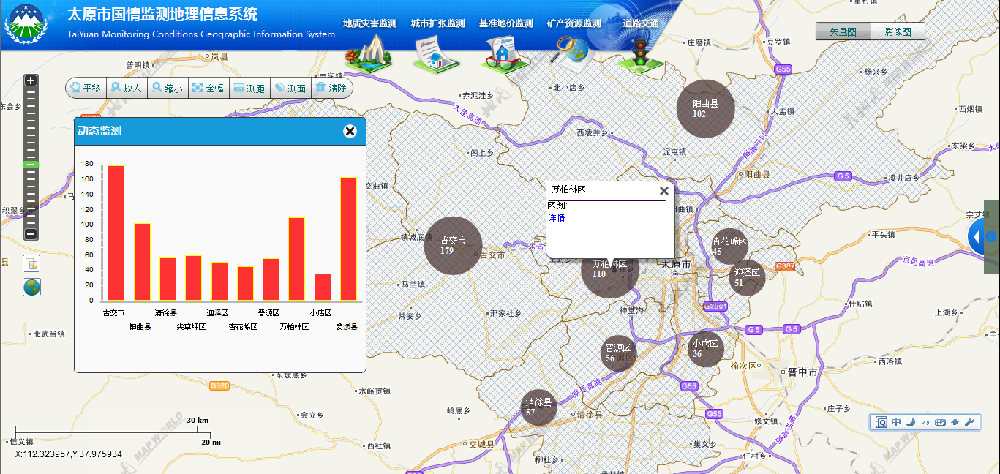 太原市国情监测地理信息系统
TaiYuan Monitoring Conditions Geographic Information System
地质灾害监测
城市扩张监测
基准地价监测
矿产资源监测
道路交通
矢量图
影像图
平移
放大
缩小
全幅
测距
测面
清除
动态监测
180
160
140
120
100
80
60
40
20
0
古交市
阳曲县
清徐县
尖草坪区
迎泽区
杏花岭区
晋源区
万柏林区
小店区
娄烦县
万柏林区
区划:
详情
阳曲县
102
古交市
179
万柏林区
110
杏花岭区
45
迎泽区
51
晋源区
56
小店区
36
清徐县
57
岚县
普明镇
赤泥洼乡
太佳高速
北小店乡
庄磨镇
豆罗镇
G55
杨兴乡
西烟镇
大盂镇
西凌井乡
泥屯镇
阁上乡
阳曲县
G5
凌井店乡
东梁乡
交曲镇
积翠乡
镇城底镇
古交市
太原市
宗艾镇
平头镇
京昆高速
G307
马兰镇
常安乡
邢家社乡
神堂沟
G2001
G5
G5
什贴镇
上湖乡
北武当镇
榆次区
晋中市
西洛镇
东坡底乡
S320
水峪贯镇
京昆高速
G55
岭底乡
会立乡
清徐县
G55
修文镇
庄子乡
交城县
西社镇
集义乡
柳杜乡
任村乡
信义镇
30 km
20 mi
X:112.323957,Y:37.975934
中
MAPWORLD